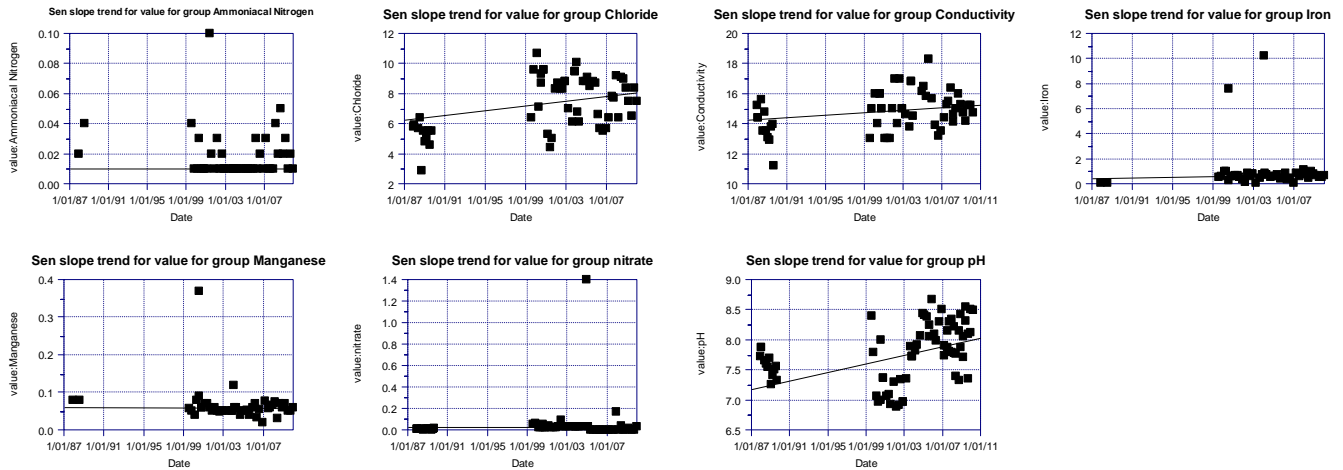 Sen slope trend for value for group Ammoniacal Nitrogen
value:Ammoniacal Nitrogen
0.10
0.08
0.06
0.04
0.02
0.00
1/01/87 1/01/91 1/01/95 1/01/99 1/01/03 1/01/07
Date
Sen slope trend for value for group Chloride
value:Chloride
12
10
8
6
4
2
1/01/87 1/01/91 1/01/95 1/01/99 1/01/03 1/01/07
Date
Sen slope trend for value for group Conductivity
value:Conductivity
20
18
16
14
12
10
1/01/87 1/01/91 1/01/95 1/01/99 1/01/03 1/01/07 1/01/11
Date
Sen slope trend for value for group Iron
value:Iron
12
10
8
6
4
2
0
1/01/87 1/01/91 1/01/95 1/01/99 1/01/03 1/01/07
Date
Sen slope trend for value for group Manganese
value:Manganese
0.4
0.3
0.2
0.1
0.0
1/01/87 1/01/91 1/01/95 1/01/99 1/01/03 1/01/07
Date
Sen slope trend for value for group nitrate
value:nitrate
1.4
1.2
1.0
0.8
0.6
0.4
0.2
0.0
1/01/87 1/01/91 1/01/95 1/01/99 1/01/03 1/01/07
Date
Sen slope trend for value for group pH
value:pH
9.0
8.5
8.0
7.5
7.0
6.5
1/01/87 1/01/91 1/01/95 1/01/99 1/01/03 1/01/07 1/01/11
Date